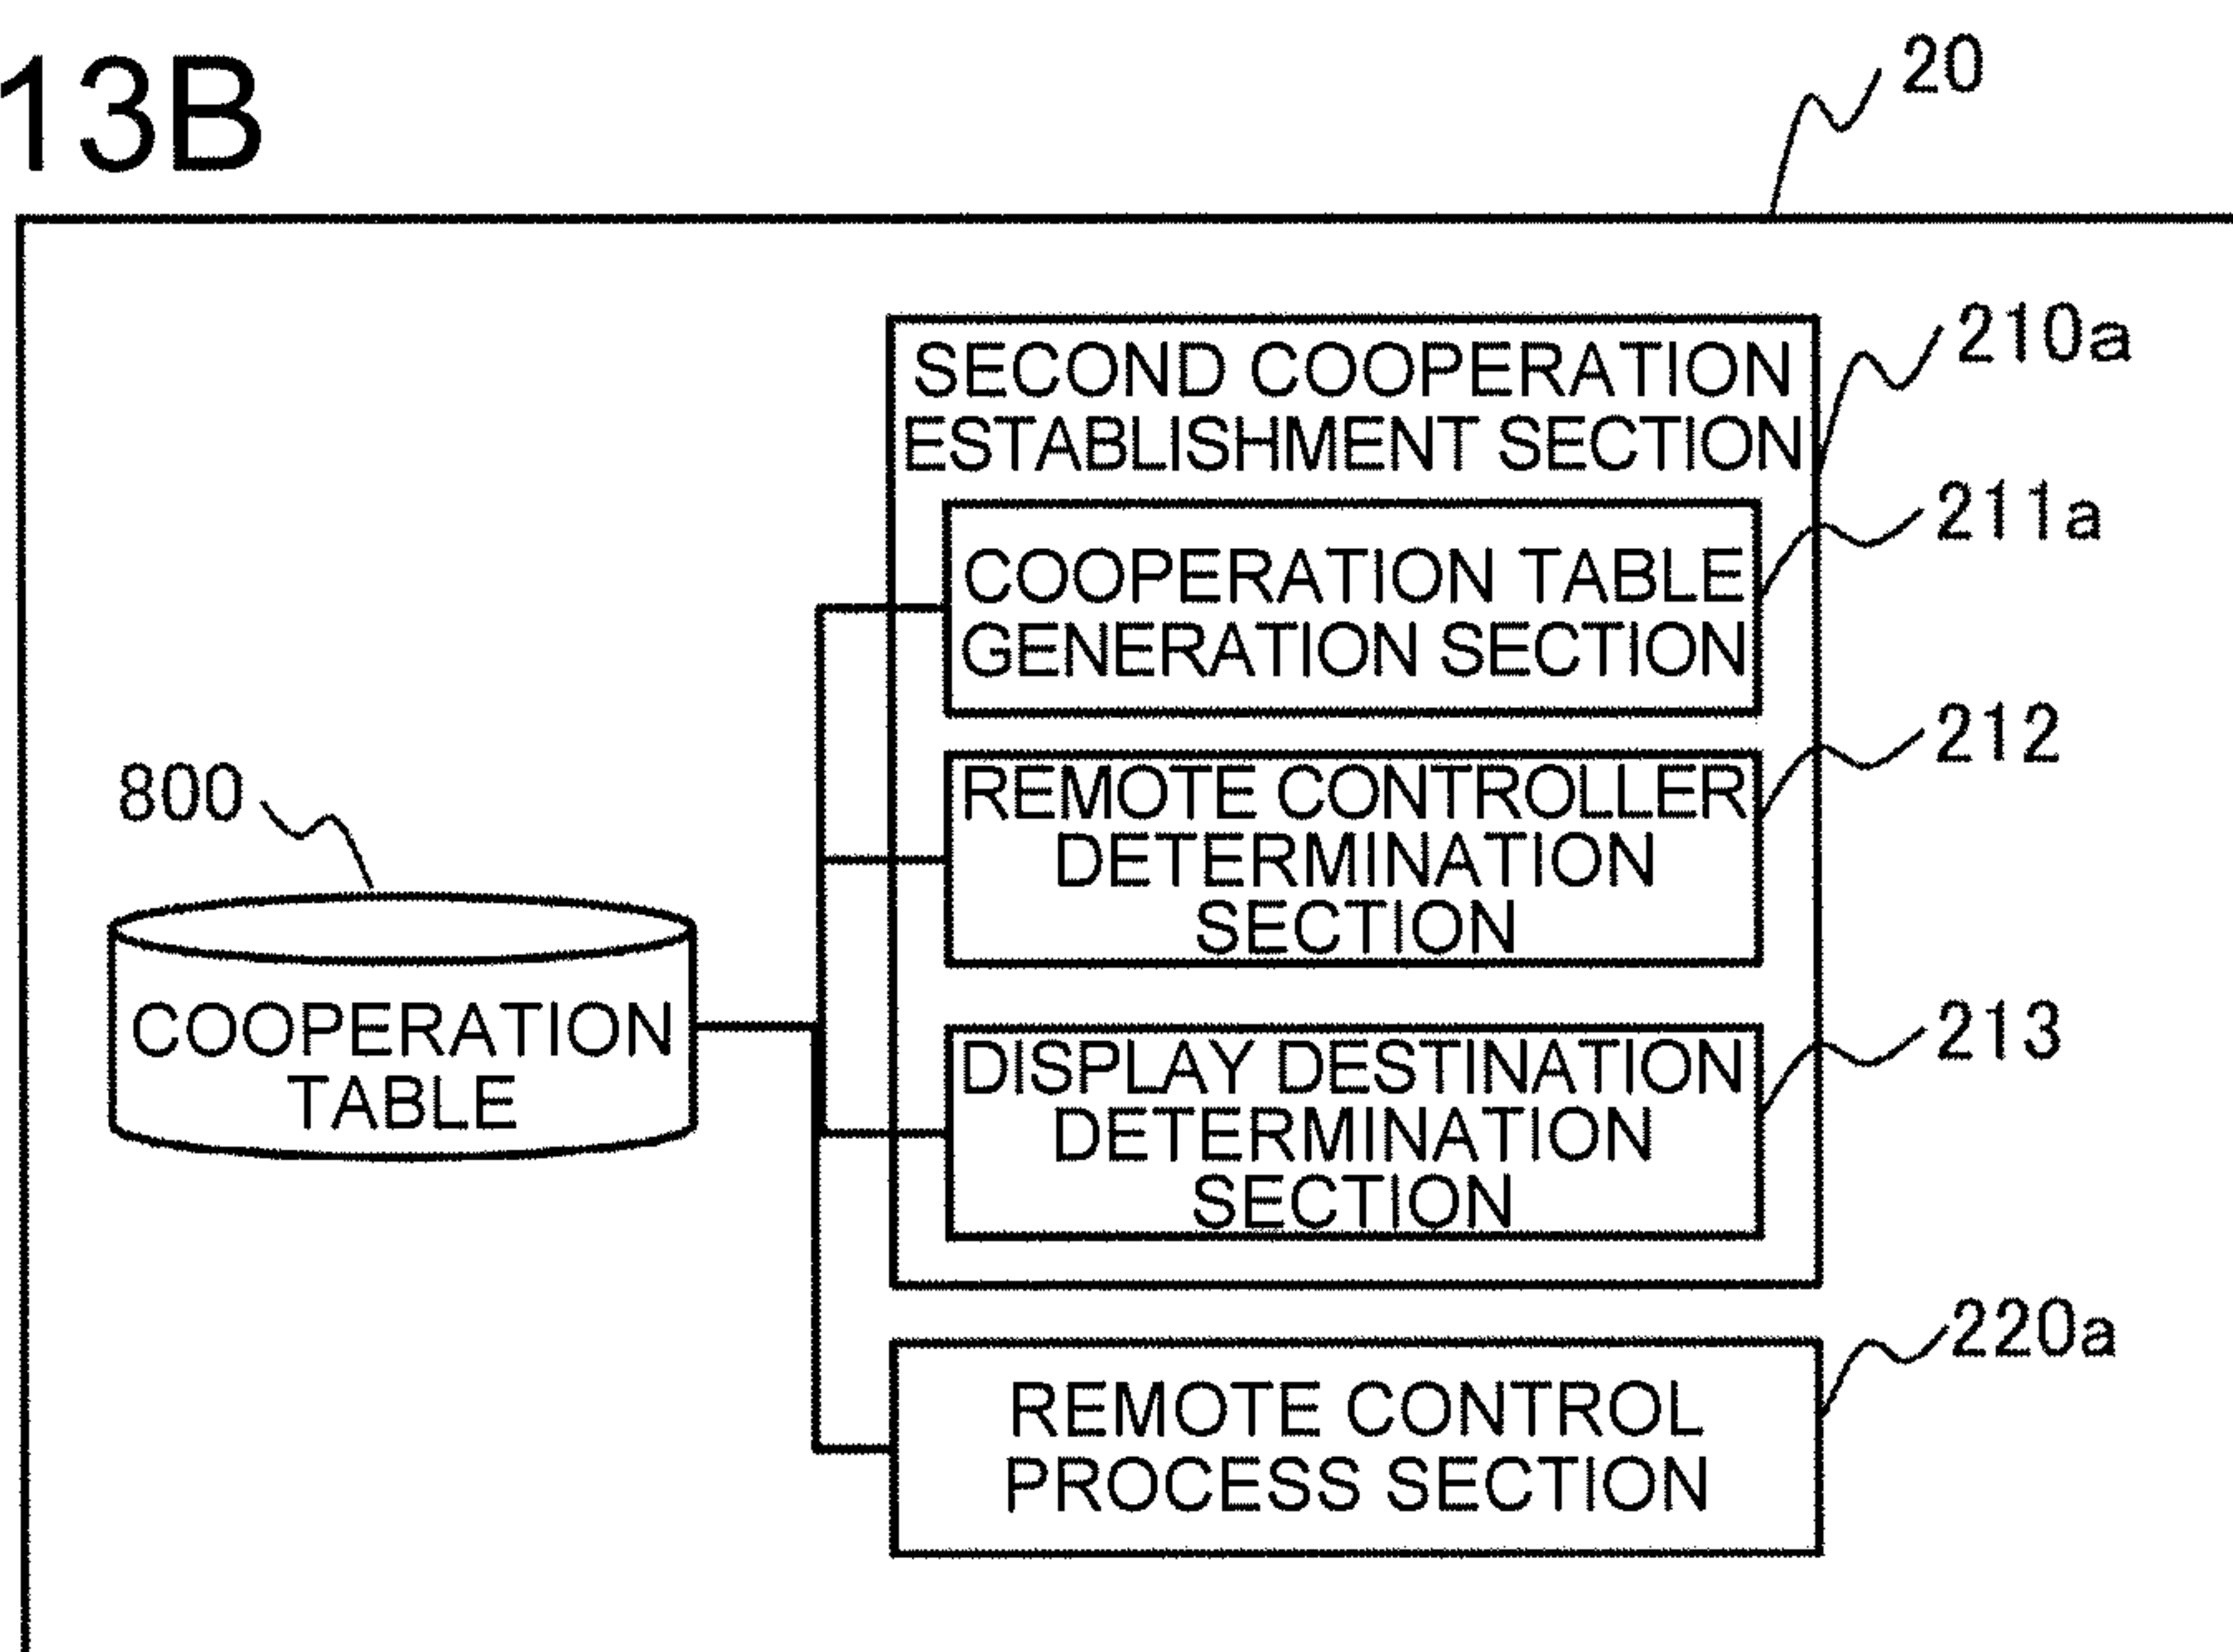 13B
20
SECOND COOPERATION
ESTABLISHMENT SECTION
210a
COOPERATION TABLE
GENERATION SECTION
211a
REMOTE CONTROLLER
DETERMINATION
SECTION
212
800
COOPERATION
TABLE
DISPLAY DESTINATION
DETERMINATION
SECTION
213
REMOTE CONTROL
PROCESS SECTION
220a